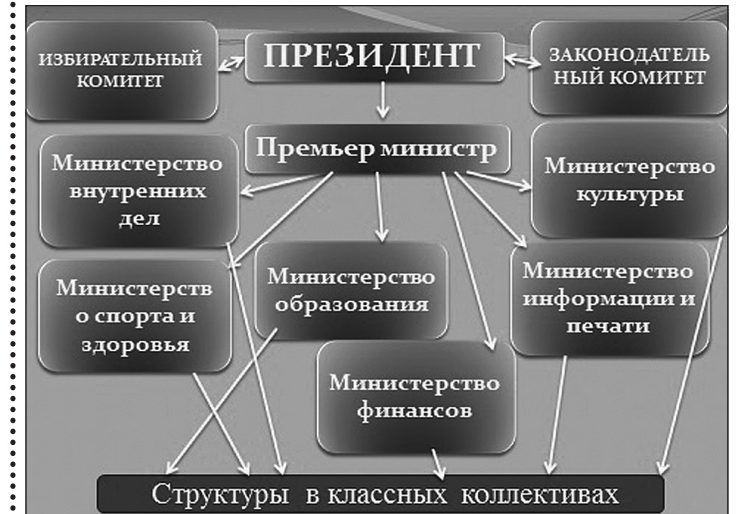 ИЗБИРАТЕЛЬНЫЙ
КОМИТЕТ
ПРЕЗИДЕНТ
ЗАКОНОДАТЕЛЬ
НЫЙ КОМИТЕТ
Премьер министр
Министерство
внутренних
дел
Министерство
культуры
Министерств
о спорта и
здоровья
Министерство
образования
Министерство
информации и
печати
Министерство
финансов
Структуры в классных коллективах